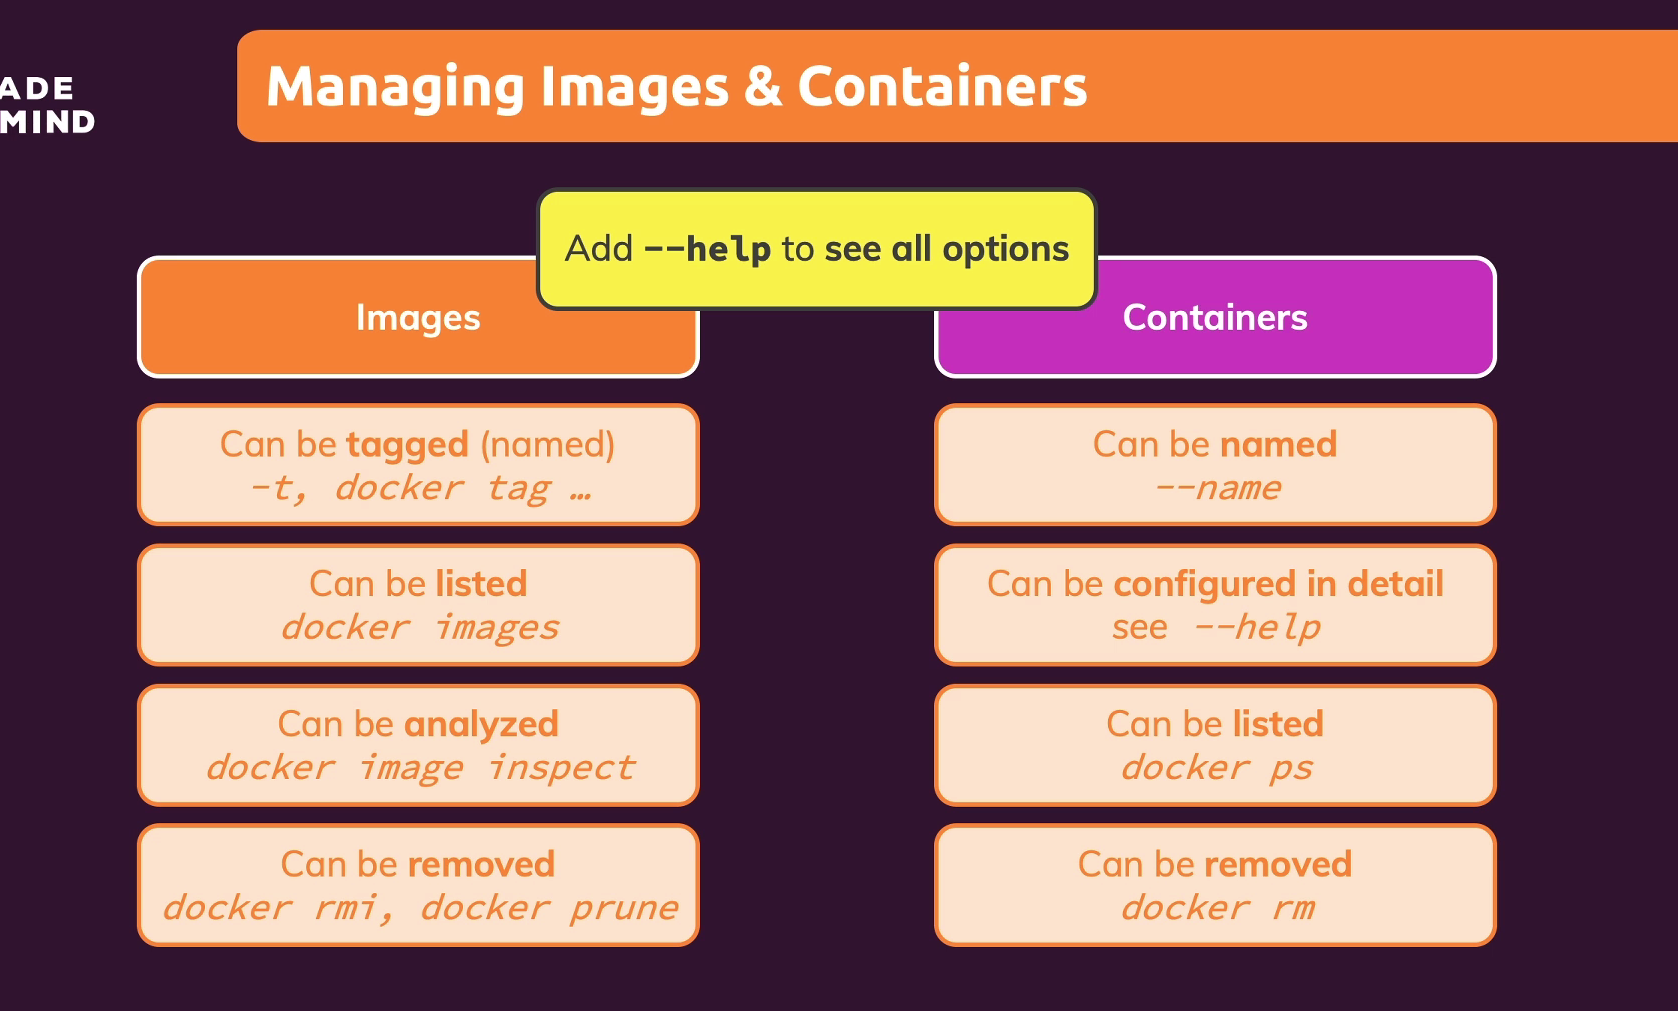 ADE
MIND
Managing Images & Containers
Add --help to see all options
Images
Can be tagged (named)
-t, docker tag …
Can be listed
docker images
Can be analyzed
docker image inspect
Can be removed
docker rmi, docker prune
Containers
Can be named
--name
Can be configured in detail
see --help
Can be listed
docker ps
Can be removed
docker rm